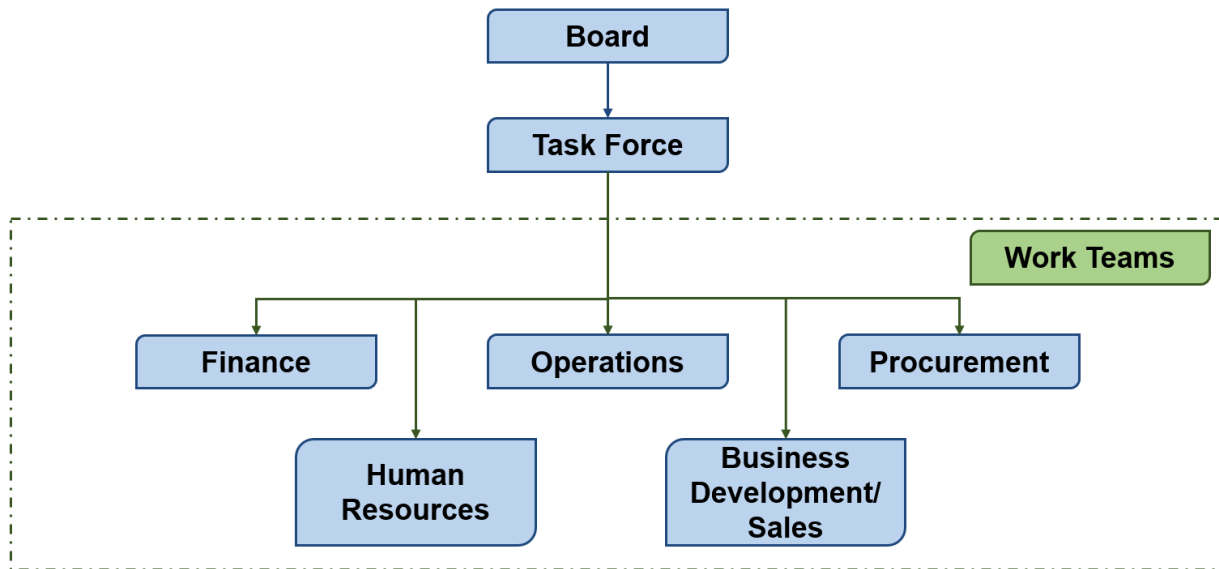 Board
Task Force
Work Teams
Finance
Operations
Procurement
Human
Resources
Business
Development/
Sales